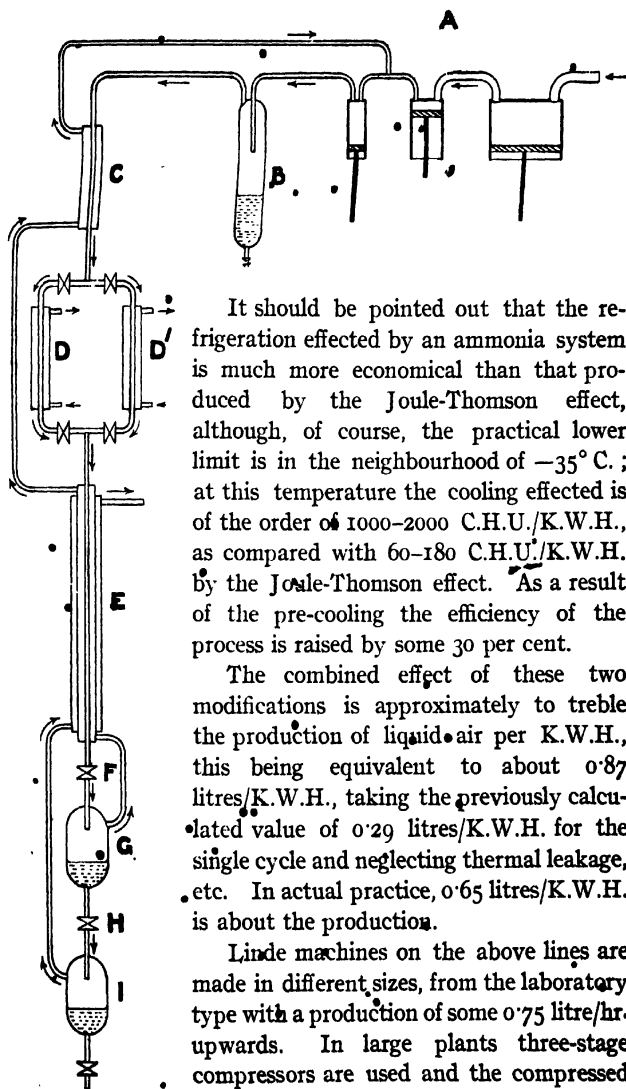 A
C
B
D
D'
It should be pointed out that the re-
frigeration effected by an ammonia system
is much more economical than that pro-
duced by the Joule-Thomson effect,
although, of course, the practical lower
limit is in the neighbourhood of —35° C. ;
at this temperature the cooling effected is
of the order of 1000–2000 C.H.U./K.W.H.,
as compared with 60–180 C.H.U./K.W.H.
by the Joule-Thomson effect. As a result
of the pre-cooling the efficiency of the
process is raised by some 30 per cent.
E
The combined effect of these two
modifications is approximately to treble
the production of liquid air per K.W.H.,
this being equivalent to about 0·87
litres/K.W.H., taking the previously calcu-
lated value of 0·29 litres/K.W.H. for the
single cycle and neglecting thermal leakage,
etc. In actual practice, 0·65 litres/K.W.H.
is about the production.
F
G
H
I
Linde machines on the above lines are
made in different sizes, from the laboratory
type with a production of some 0·75 litre/hr.
upwards. In large plants three-stage
compressors are used and the compressed